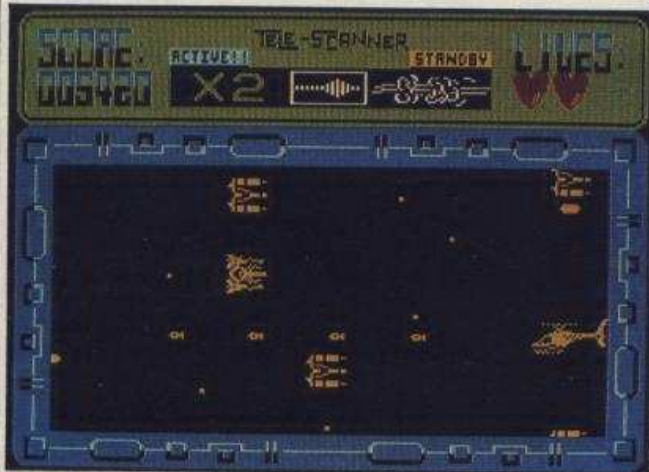 SCORE:
005420
TELE-SCANNER
ACTIVE!!
X2
STANDBY
LIVES: